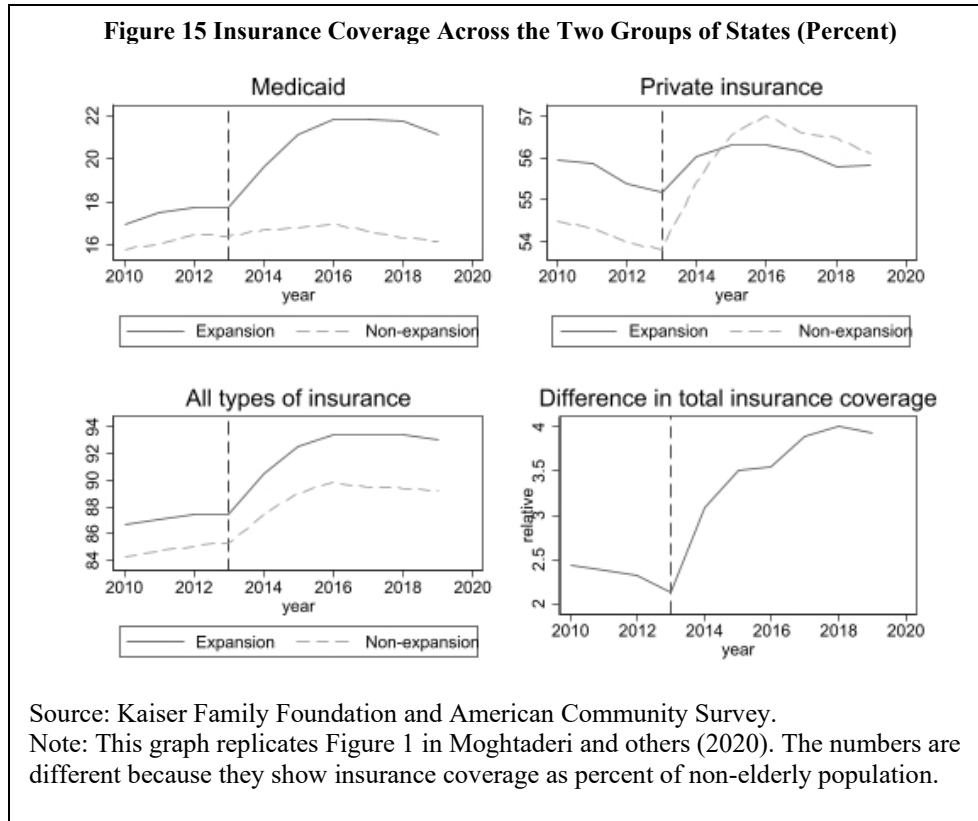 Figure 15 Insurance Coverage Across the Two Groups of States (Percent)
Medicaid
22
20
18
16
2010 2012 2014 2016 2018 2020
year
Expansion Non-expansion
Private insurance
57
56
55
54
2010 2012 2014 2016 2018 2020
year
Expansion Non-expansion
All types of insurance
94
92
90
88
86
84
2010 2012 2014 2016 2018 2020
year
Expansion Non-expansion
Difference in total insurance coverage
relative
4
3.5
3
2.5
2
2010 2012 2014 2016 2018 2020
year
Source: Kaiser Family Foundation and American Community Survey.
Note: This graph replicates Figure 1 in Moghtaderi and others (2020). The numbers are
different because they show insurance coverage as percent of non-elderly population.